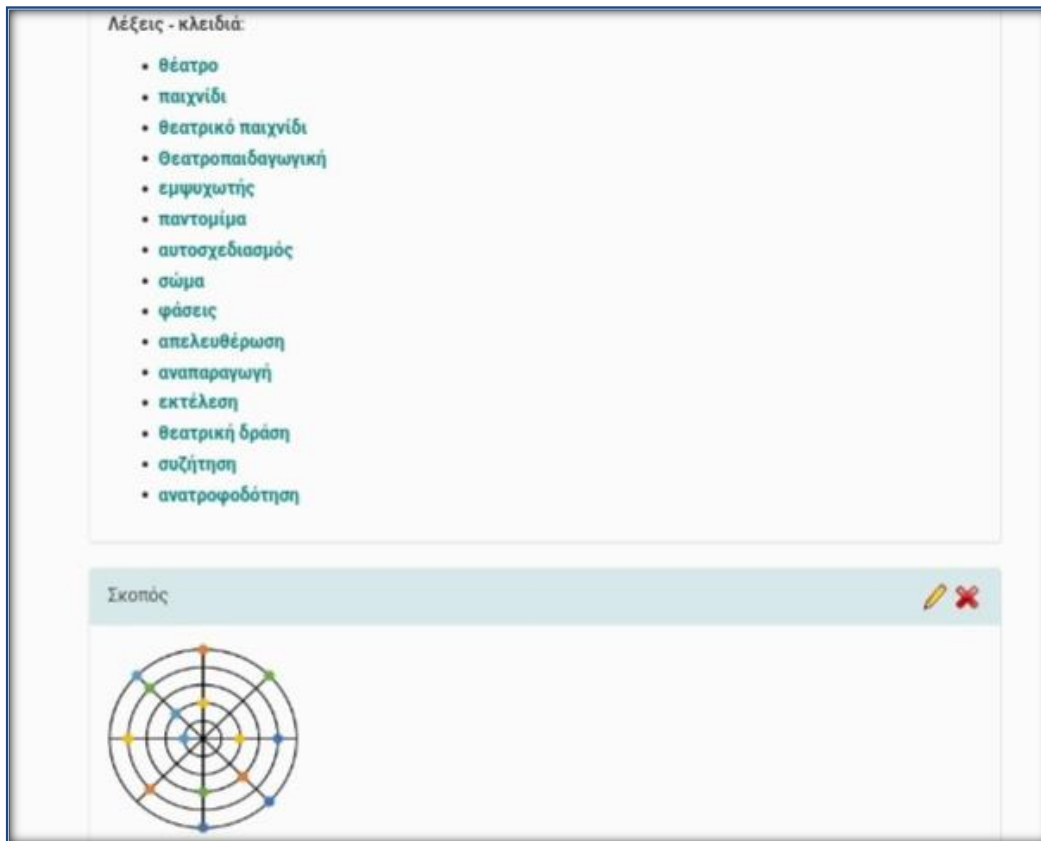 Λέξεις - κλειδιά:
• θέατρο
• παιχνίδι
• θεατρικό παιχνίδι
• Θεατροπαιδαγωγική
• εμψυχωτής
• παντομίμα
• αυτοσχεδιασμός
• σώμα
• φάσεις
• απελευθέρωση
• αναπαραγωγή
• εκτέλεση
• θεατρική δράση
• συζήτηση
• ανατροφοδότηση
Σκοπός